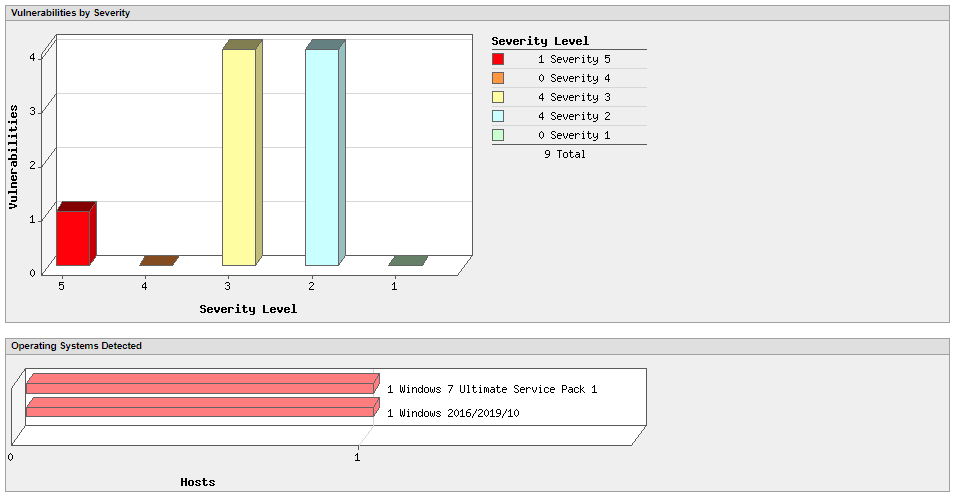 Vulnerabilities by Severity
4
3
2
1
0
Vulnerabilities
5 4 3 2 1
Severity Level
Severity Level
1 Severity 5
0 Severity 4
4 Severity 3
4 Severity 2
0 Severity 1
9 Total
Operating Systems Detected
1 Windows 7 Ultimate Service Pack 1
1 Windows 2016/2019/10
0 1
Hosts